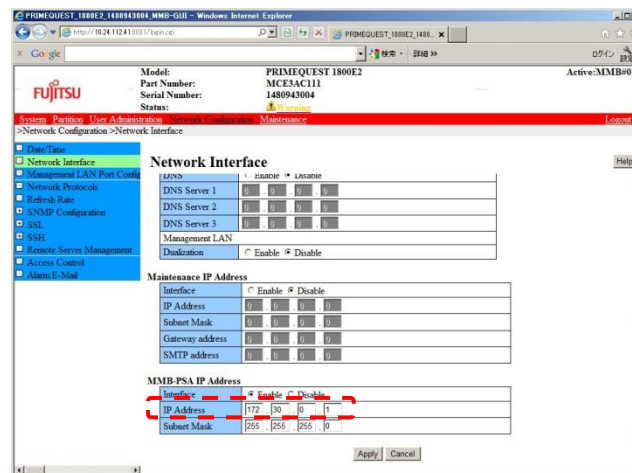 PRIMEQUEST_1800E2_1480943004_MMB-GUI - Windows Internet Explorer
PRIMEQUEST_1800E2_1480...
Google
検索
詳細 >>
ログイン
FUJITSU
Model: PRIMEQUEST 1800E2
Part Number: MCE3AC111
Serial Number: 1480943004
Status: Warning
Active:MMB#0
System Partition User Administration Network Configuration Maintenance Logout
>Network Configuration >Network Interface
Date/Time
Network Interface
Management LAN Port Config
Network Protocols
Refresh Rate
SNMP Configuration
SSL
SSH
Remote Server Management
Access Control
Alarm E-Mail
Network Interface
Help
DNS Enable Disable
DNS Server 1 0 . 0 . 0 . 0
DNS Server 2 0 . 0 . 0 . 0
DNS Server 3 0 . 0 . 0 . 0
Management LAN
Dualization Enable Disable
Maintenance IP Address
Interface Enable Disable
IP Address 0 . 0 . 0 . 0
Subnet Mask 0 . 0 . 0 . 0
Gateway address 0 . 0 . 0 . 0
SMTP address 0 . 0 . 0 . 0
MMB-PSA IP Address
Interface Enable Disable
IP Address 172 . 30 . 0 . 1
Subnet Mask 255 . 255 . 255 . 0
Apply Cancel